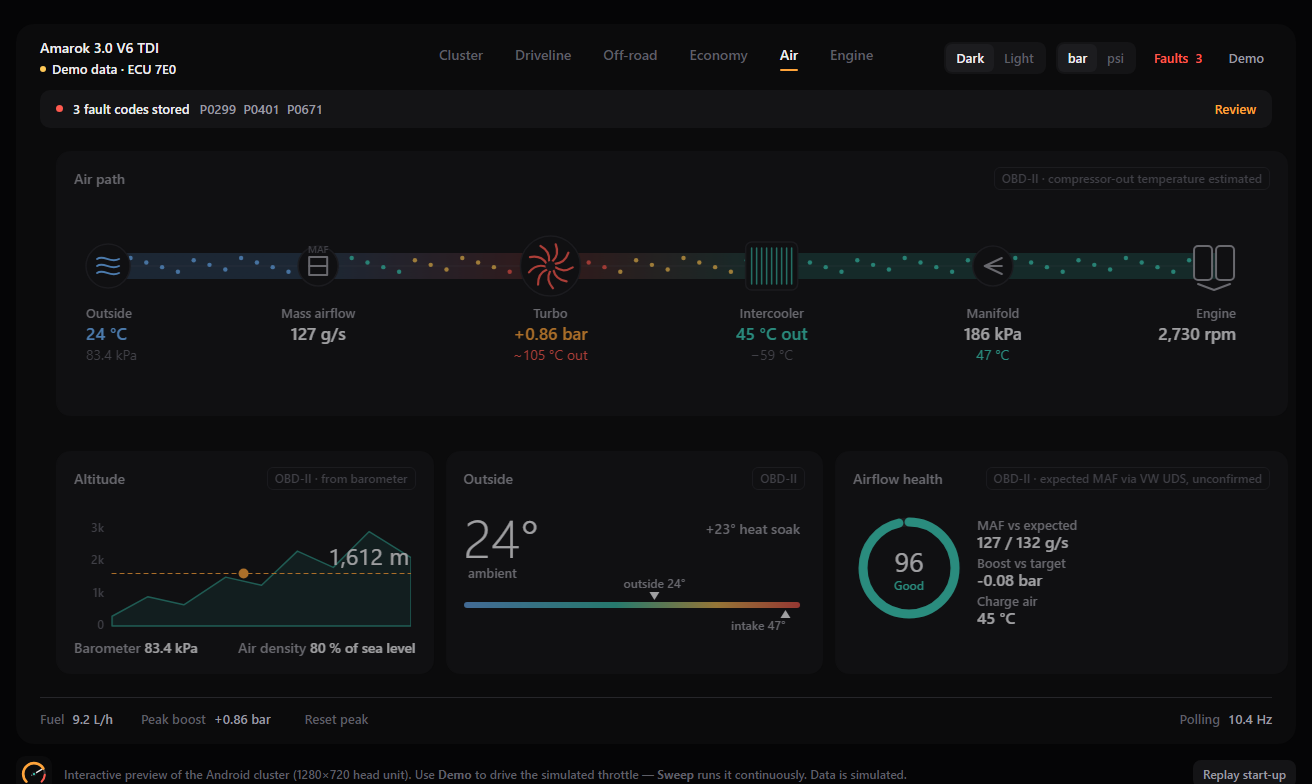 Amarok 3.0 V6 TDI
Demo data · ECU 7E0
Cluster Driveline Off-road Economy Air Engine
Dark Light bar psi Faults 3 Demo
3 fault codes stored P0299 P0401 P0671 Review
Air path OBD-II · compressor-out temperature estimated
MAF
Outside Mass airflow Turbo Intercooler Manifold Engine
24 °C 127 g/s +0.86 bar 45 °C out 186 kPa 2,730 rpm
83.4 kPa ~105 °C out −59 °C 47 °C
Altitude OBD-II · from barometer
3k
2k
1k
0
1,612 m
Barometer 83.4 kPa Air density 80 % of sea level
Outside OBD-II
24° +23° heat soak
ambient
outside 24°
intake 47°
Airflow health OBD-II · expected MAF via VW UDS, unconfirmed
96
Good
MAF vs expected
127 / 132 g/s
Boost vs target
-0.08 bar
Charge air
45 °C
Fuel 9.2 L/h Peak boost +0.86 bar Reset peak Polling 10.4 Hz
Interactive preview of the Android cluster (1280×720 head unit). Use Demo to drive the simulated throttle — Sweep runs it continuously. Data is simulated. Replay start-up